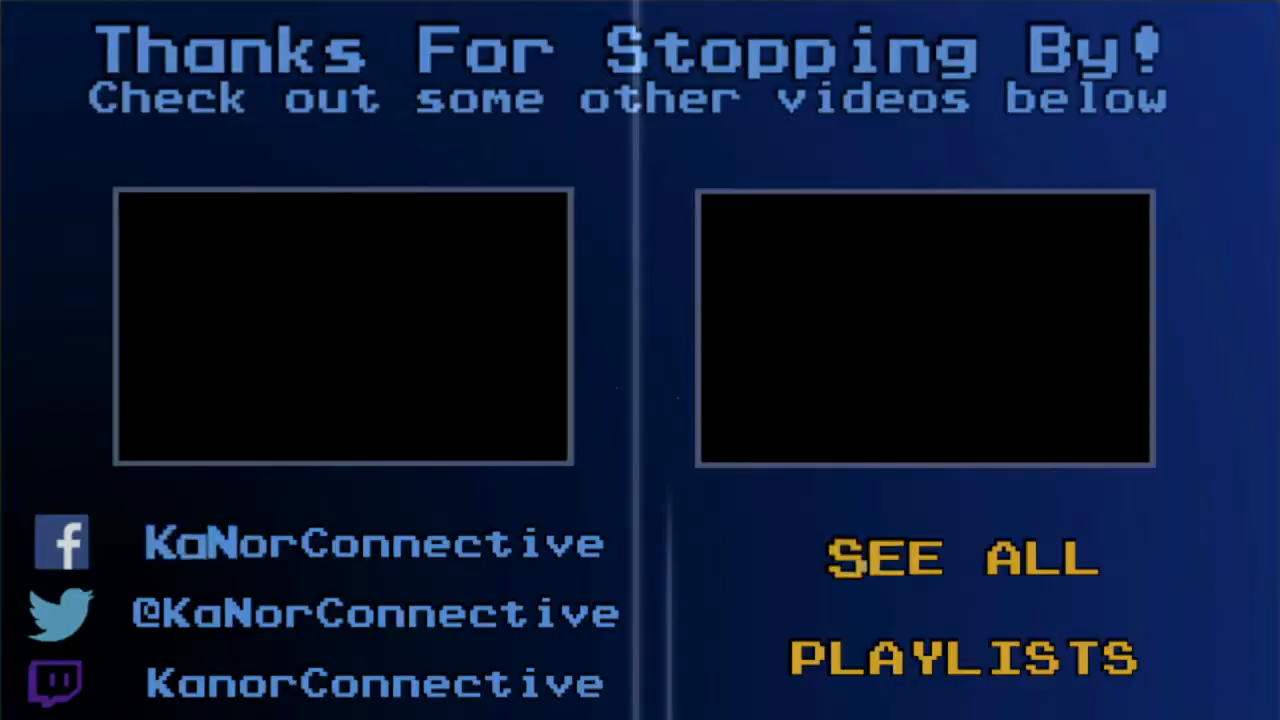 Thanks For Stopping By!
Check out some other videos below
KaNorConnective
@KaNorConnective
KanorConnective
SEE ALL
PLAYLISTS